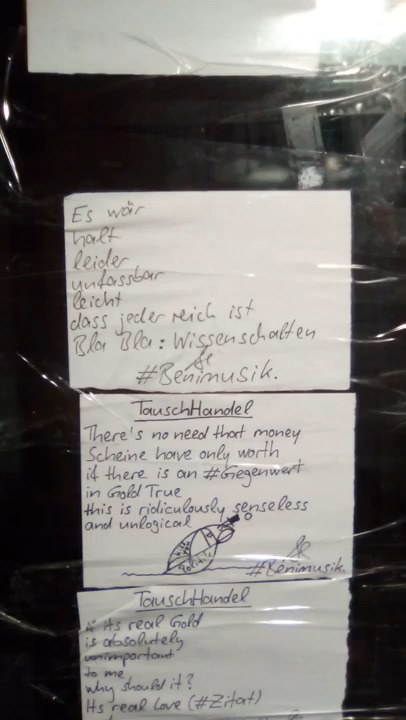 Es wär
halt
leider
unfassbar
leicht
dass jeder reich ist
Bla Bla: Wissenschalten
#Benimusik.
TauschHandel
There's no need that money
Scheine have only worth
if there is an #Gegenwert
in Gold True
this is ridiculously senseless
and unlogical
#Benimusik.
TauschHandel
its real Gold
is absolutely
unimportant
to me
why should it?
Its real Love (#Zitat)